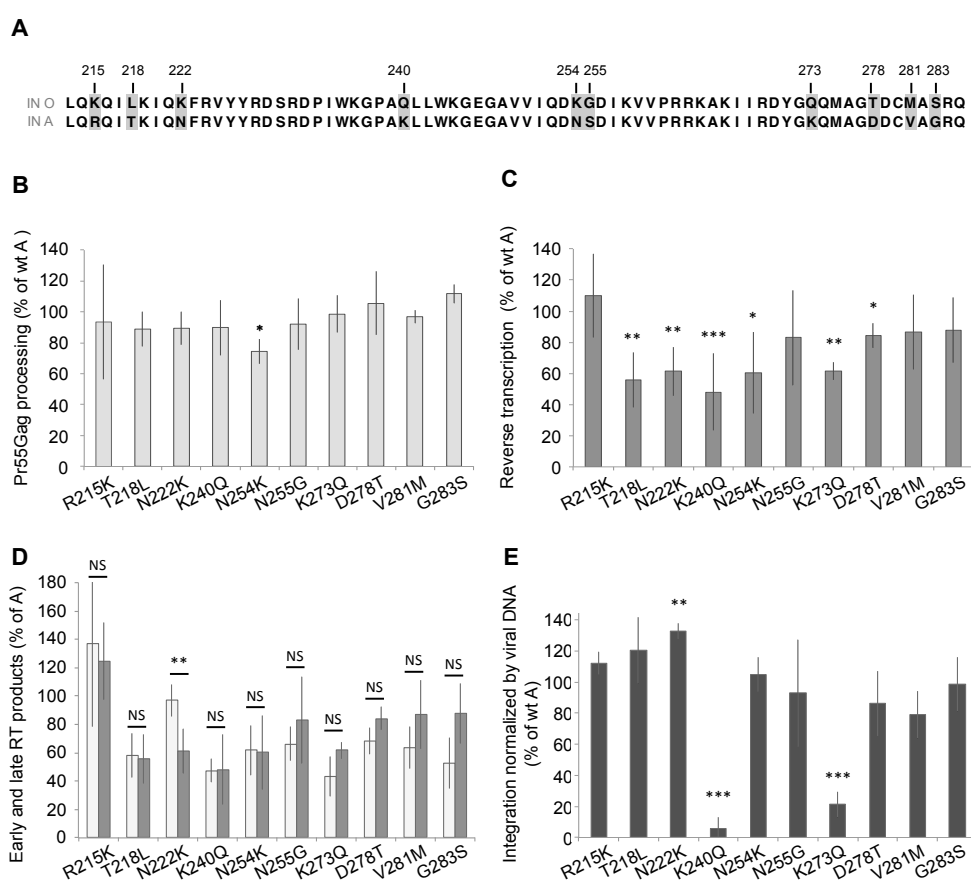 A
215 218 222 240 254 255 273 278 281 283
IN O LQKQILKIQKFRVYYRDSRDPIWKGPAQLLWKGEGAVVIQDKGDIKVVPRRKAKIIRDYGQQMAGTDCMASRQ
IN A LQRQITKIQNFRVYYRDSRDPIWKGPAKLLWKGEGAVVIQDNSDIKVVPRRKAKIIRDYGKQMAGDDCVAGRQ
B
Pr55Gag processing (% of wt A )
140
120
100
80
60
40
20
0
*
R215K T218L N222K K240Q N254K N255G K273Q D278T V281M G283S
C
Reverse transcription (% of wt A)
140
120
100
80
60
40
20
0
** ** *** * ** *
R215K T218L N222K K240Q N254K N255G K273Q D278T V281M G283S
D
Early and late RT products (% of A)
180
160
140
120
100
80
60
40
20
0
NS NS ** NS NS NS NS NS NS NS
R215K T218L N222K K240Q N254K N255G K273Q D278T V281M G283S
E
Integration normalized by viral DNA
(% of wt A)
140
120
100
80
60
40
20
0
** *** ***
R215K T218L N222K K240Q N254K N255G K273Q D278T V281M G283S